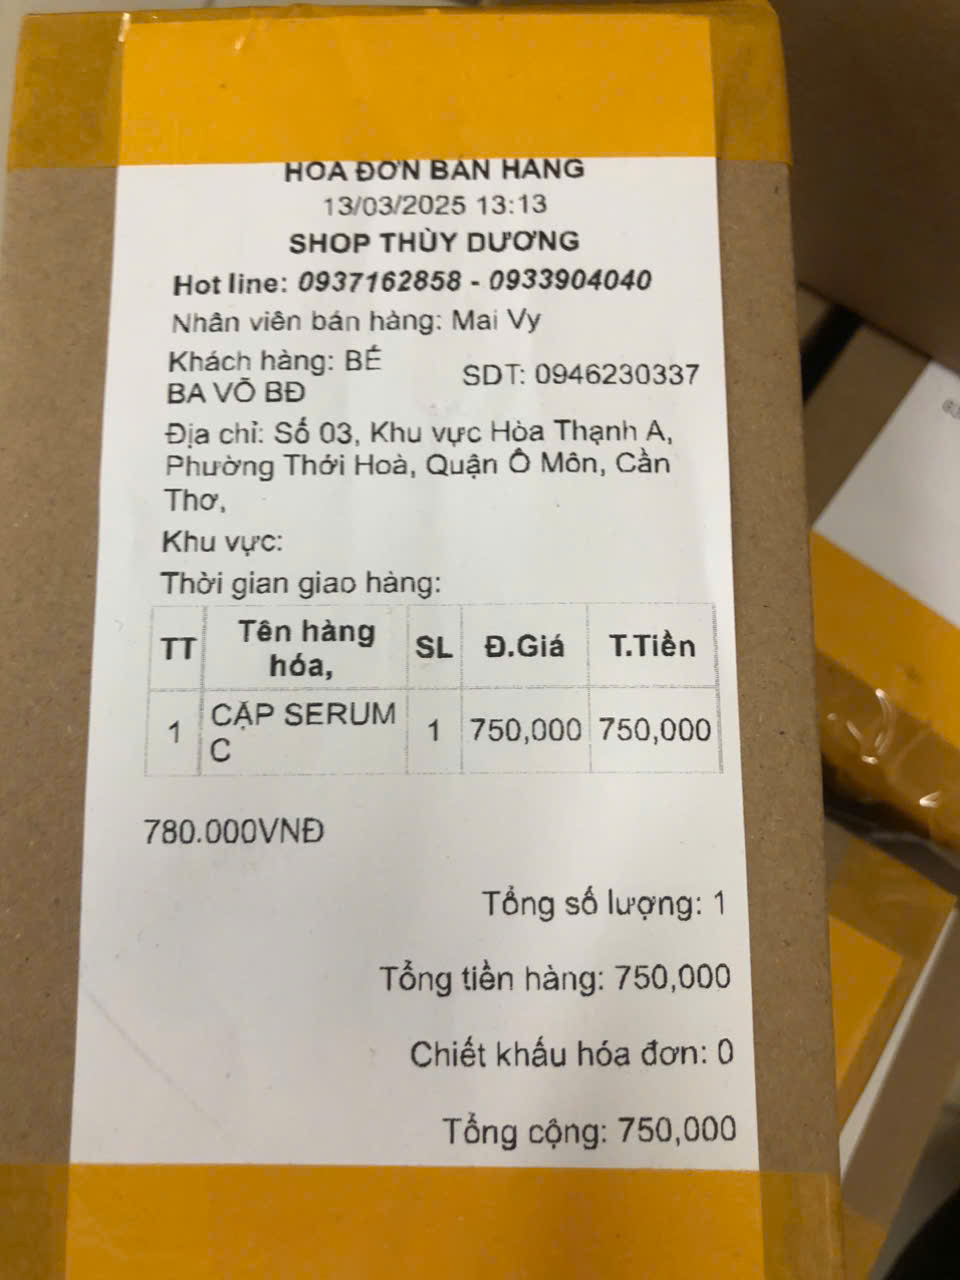 HOA ĐƠN BAN HANG
13/03/2025 13:13
SHOP THÙY DƯƠNG
Hot line: 0937162858 - 0933904040
Nhân viên bán hàng: Mai Vy
Khách hàng: BÉ
BA VÕ BĐ
SDT: 0946230337
Địa chỉ: Số 03, Khu vực Hòa Thạnh A,
Phường Thới Hoà, Quận Ô Môn, Cần
Thơ,
Khu vực:
Thời gian giao hàng:
TT Tên hàng hóa, SL Đ.Giá T.Tiền
1 CẶP SERUM C 1 750,000 750,000
780.000VNĐ
Tổng số lượng: 1
Tổng tiền hàng: 750,000
Chiết khấu hóa đơn: 0
Tổng cộng: 750,000